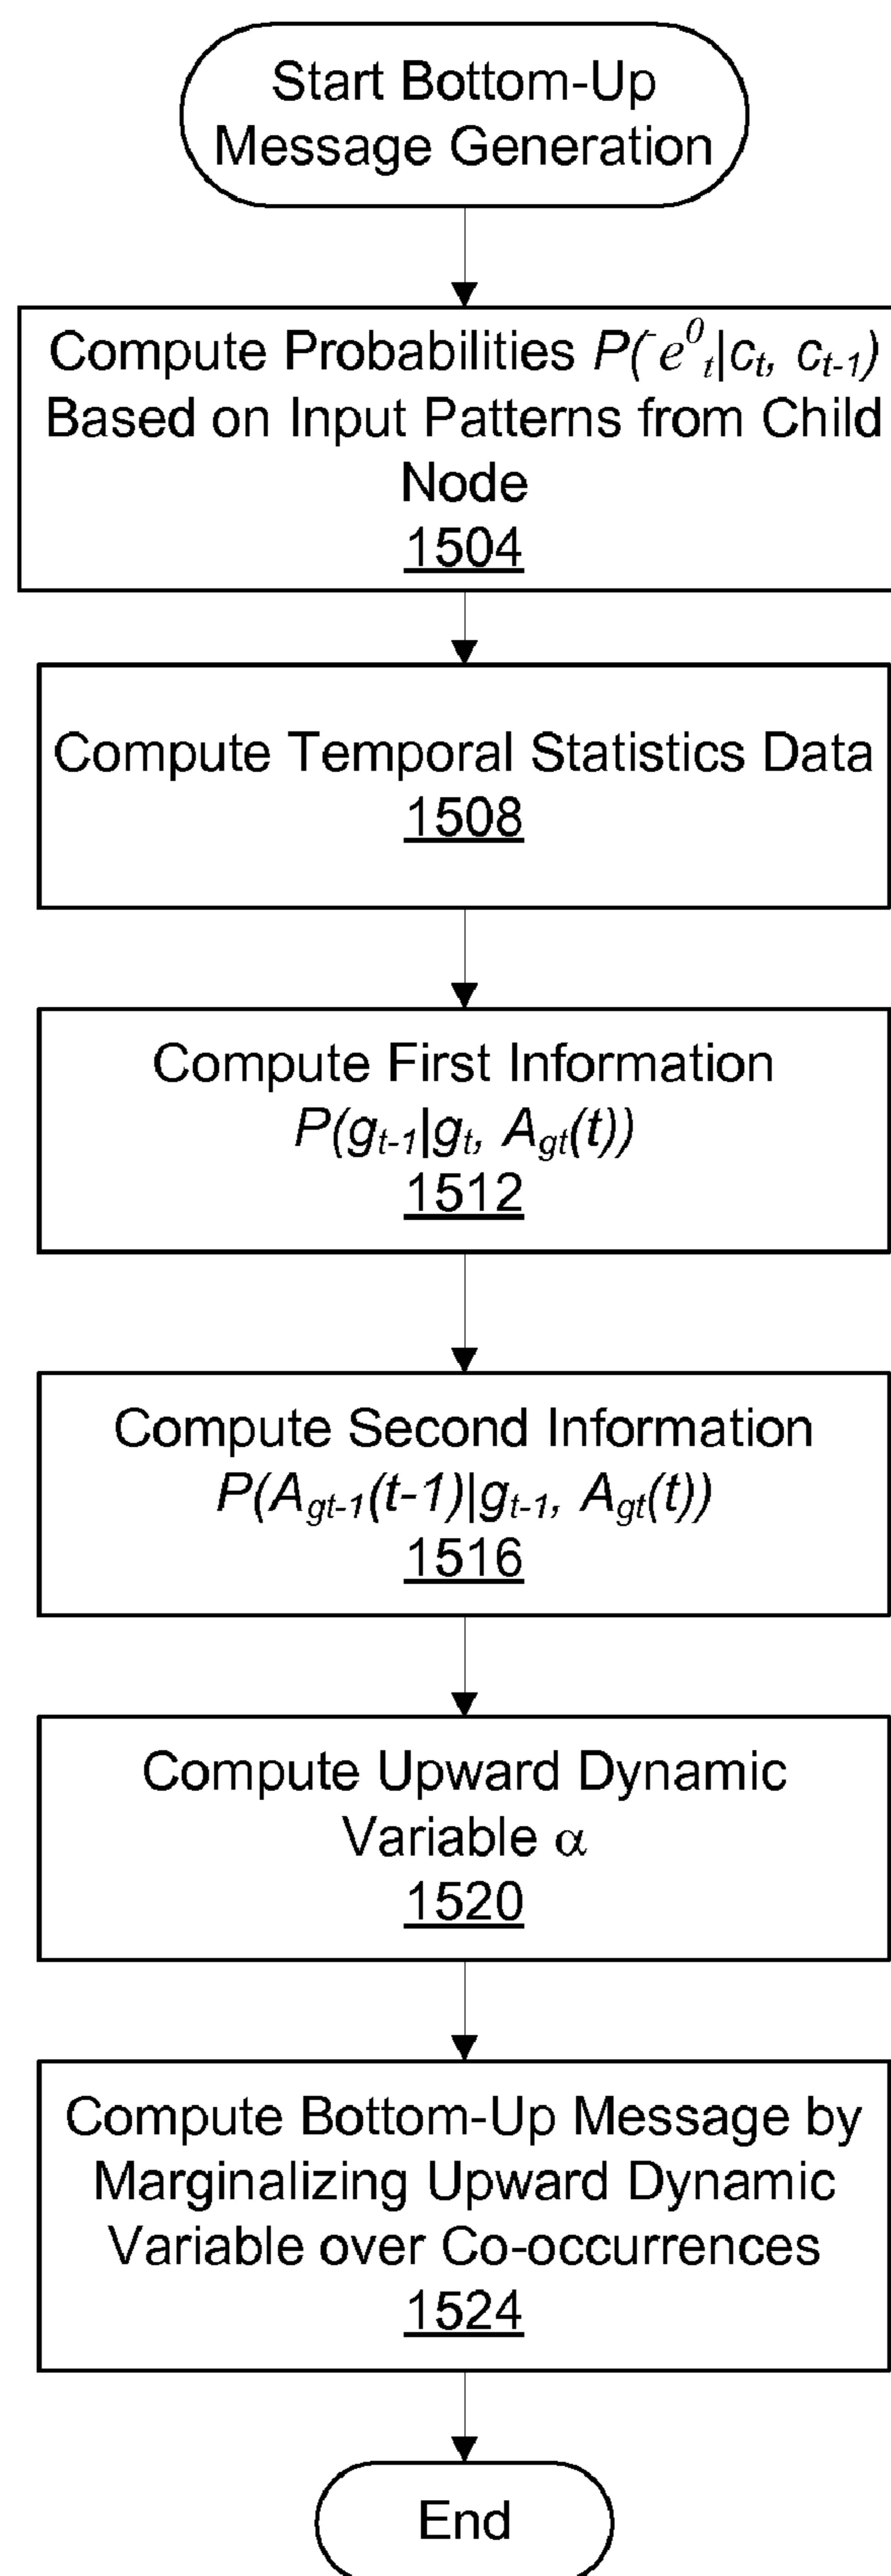 Start Bottom-Up
Message Generation
Compute Probabilities P(⁻e⁰ₜ|cₜ, cₜ₋₁)
Based on Input Patterns from Child
Node
1504
Compute Temporal Statistics Data
1508
Compute First Information
P(gₜ₋₁|gₜ, A_gt(t))
1512
Compute Second Information
P(A_gt-1(t-1)|gₜ₋₁, A_gt(t))
1516
Compute Upward Dynamic
Variable α
1520
Compute Bottom-Up Message by
Marginalizing Upward Dynamic
Variable over Co-occurrences
1524
End